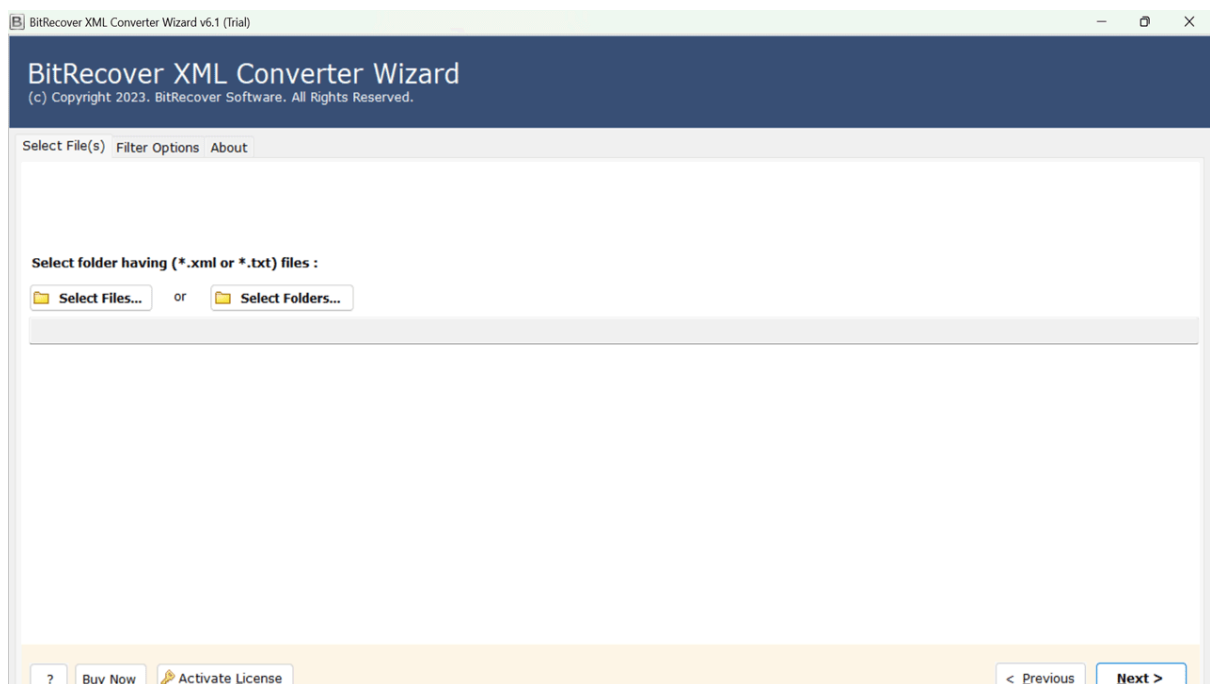 BitRecover XML Converter Wizard v6.1 (Trial)
BitRecover XML Converter Wizard
(c) Copyright 2023. BitRecover Software. All Rights Reserved.
Select File(s) Filter Options About
Select folder having (*.xml or *.txt) files :
Select Files... or Select Folders...
? Buy Now Activate License < Previous Next >